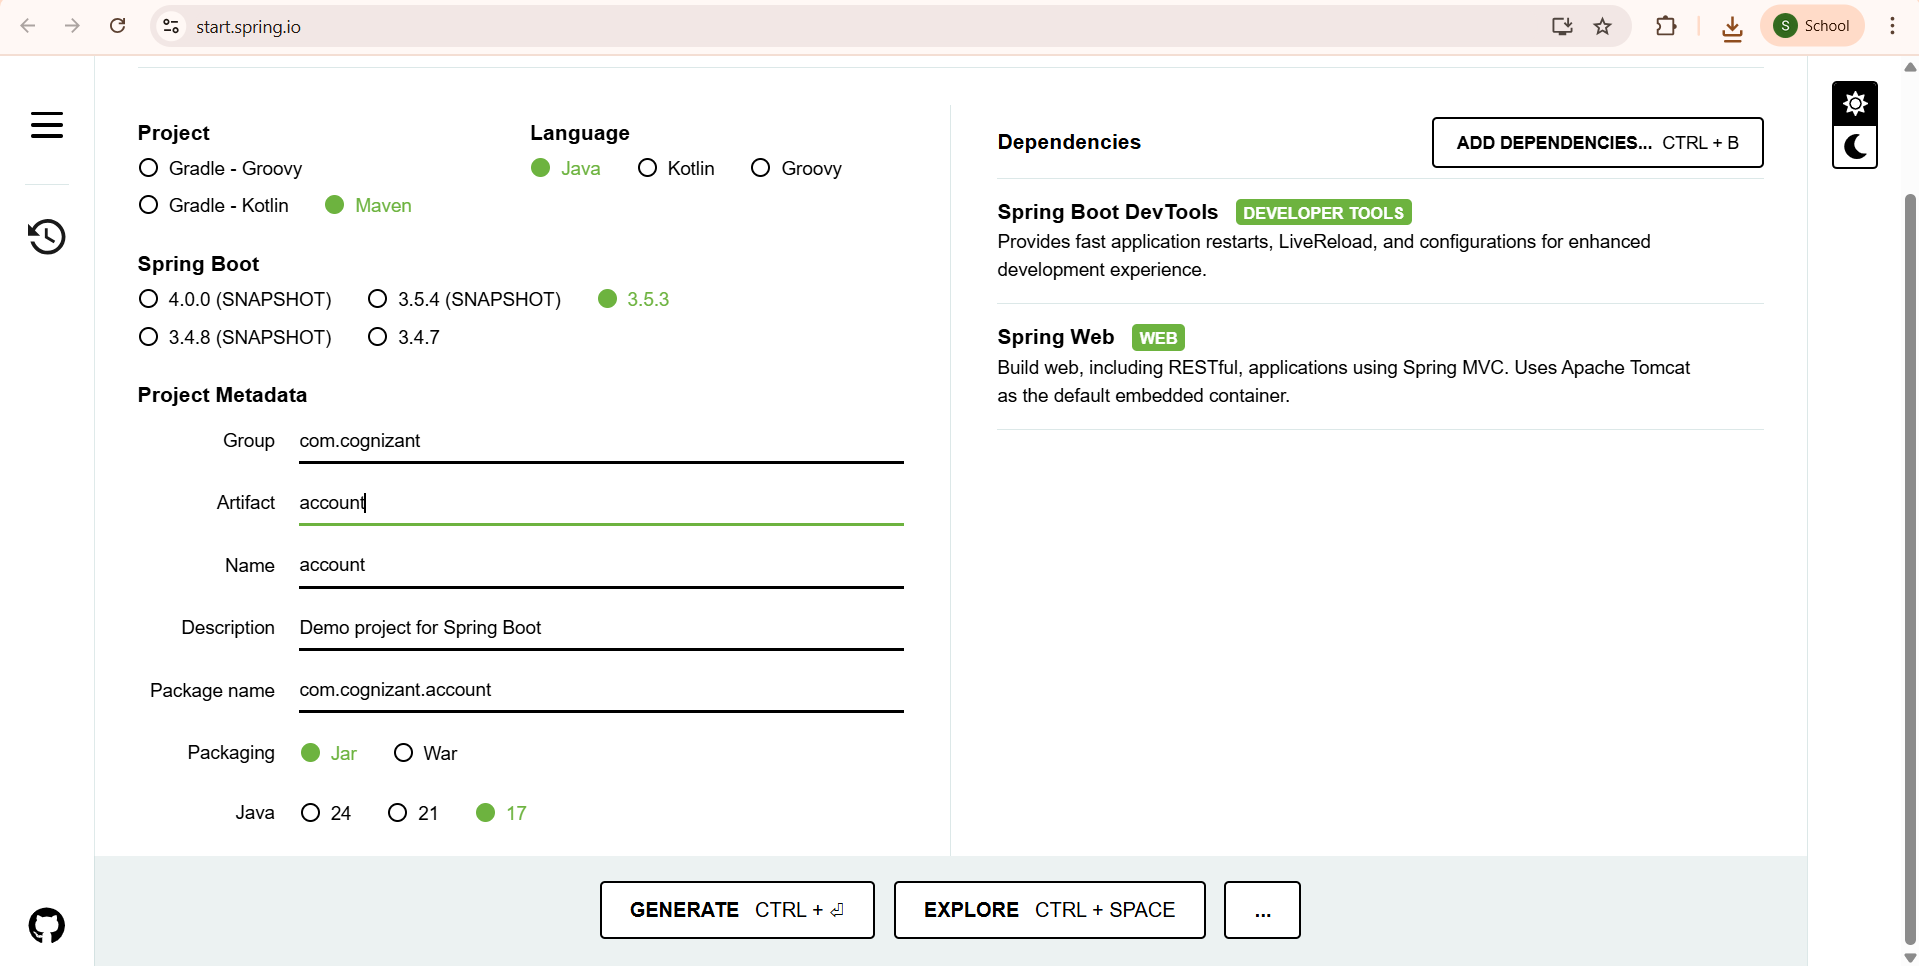 start.spring.io
S School
Project
Gradle - Groovy
Gradle - Kotlin Maven
Language
Java Kotlin Groovy
Spring Boot
4.0.0 (SNAPSHOT) 3.5.4 (SNAPSHOT) 3.5.3
3.4.8 (SNAPSHOT) 3.4.7
Project Metadata
Group com.cognizant
Artifact account
Name account
Description Demo project for Spring Boot
Package name com.cognizant.account
Packaging Jar War
Java 24 21 17
Dependencies
ADD DEPENDENCIES... CTRL + B
Spring Boot DevTools DEVELOPER TOOLS
Provides fast application restarts, LiveReload, and configurations for enhanced
development experience.
Spring Web WEB
Build web, including RESTful, applications using Spring MVC. Uses Apache Tomcat
as the default embedded container.
GENERATE CTRL + ⏎
EXPLORE CTRL + SPACE
...